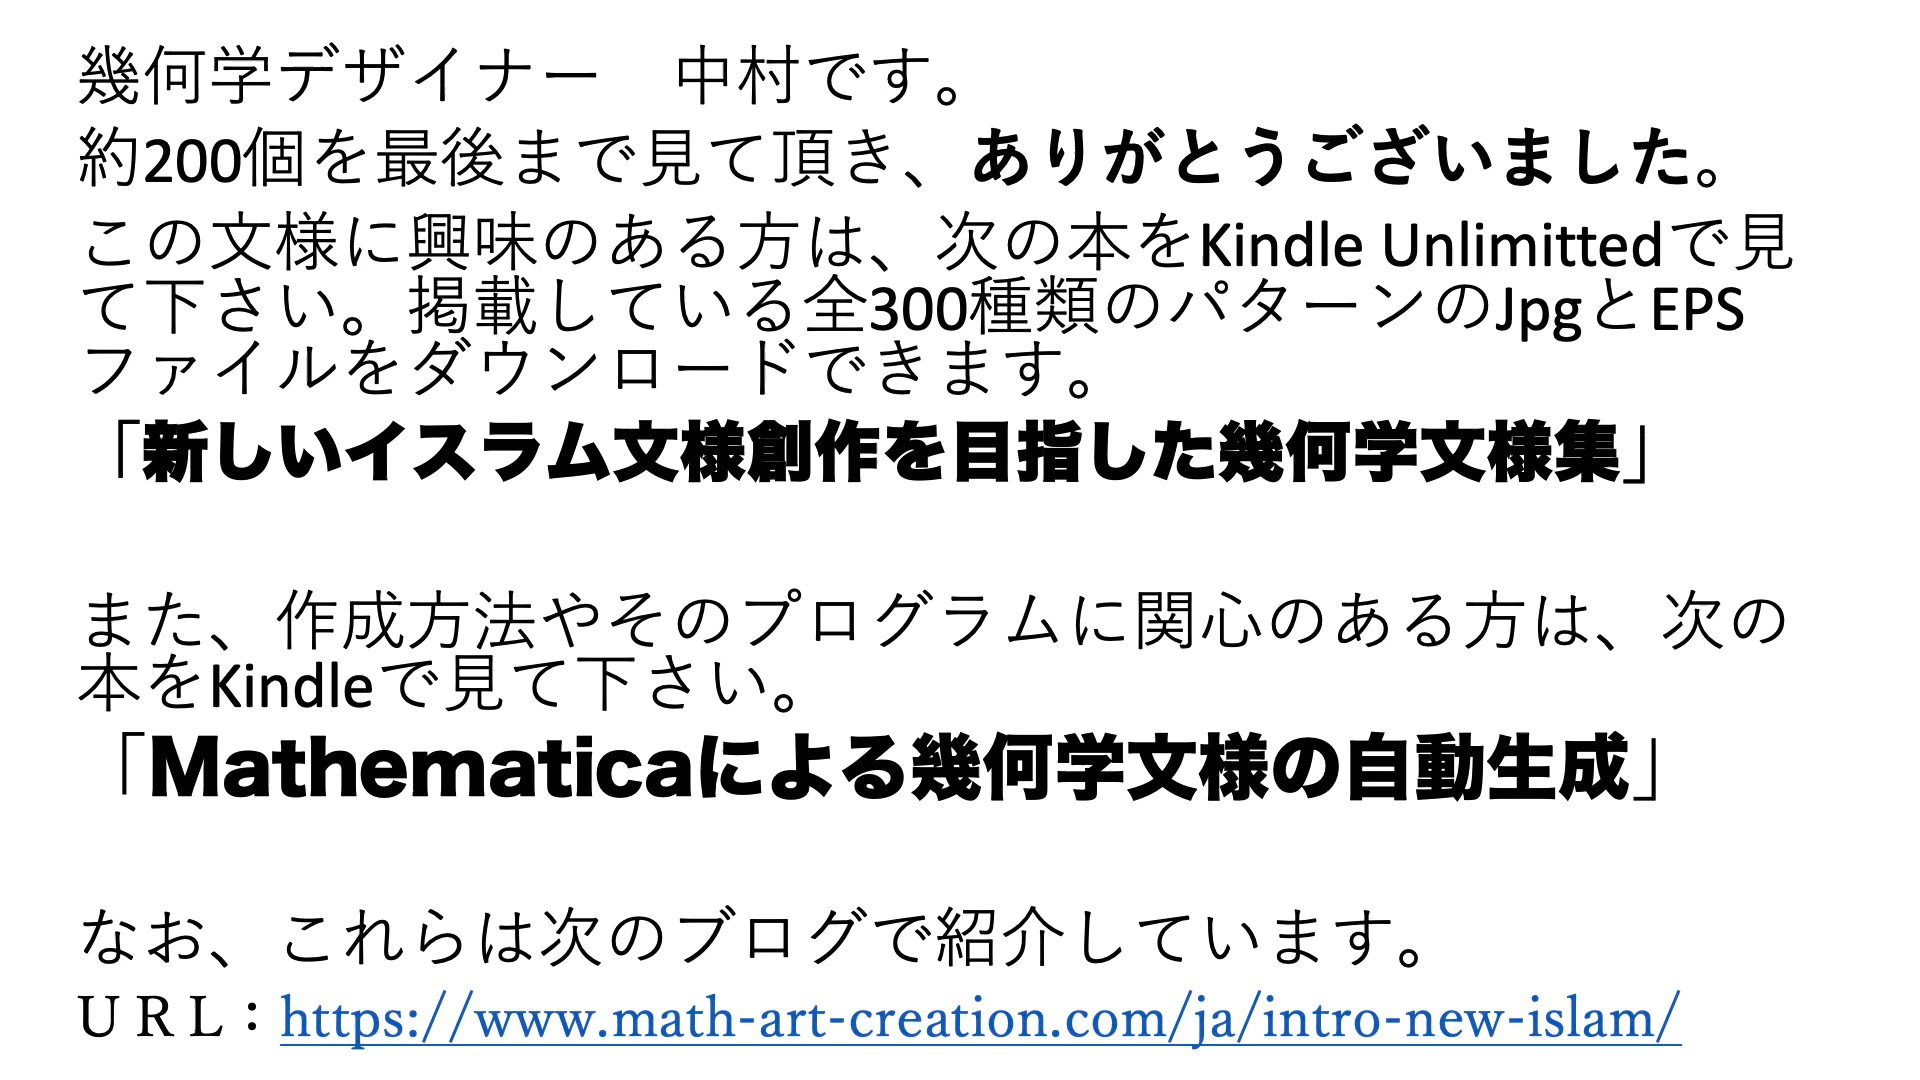 幾何学デザイナー　中村です。
約200個を最後まで見て頂き、ありがとうございました。
この文様に興味のある方は、次の本をKindle Unlimittedで見
て下さい。掲載している全300種類のパターンのJpgとEPS
ファイルをダウンロードできます。
「新しいイスラム文様創作を目指した幾何学文様集」
また、作成方法やそのプログラムに関心のある方は、次の
本をKindleで見て下さい。
「Mathematicaによる幾何学文様の自動生成」
なお、これらは次のブログで紹介しています。
ＵＲＬ：https://www.math-art-creation.com/ja/intro-new-islam/